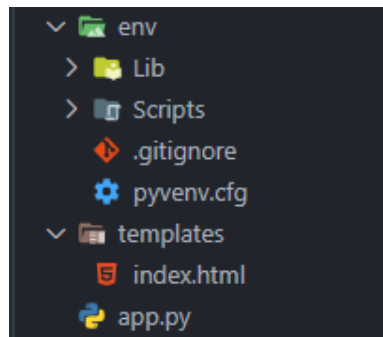 env
Lib
Scripts
.gitignore
pyvenv.cfg
templates
index.html
app.py